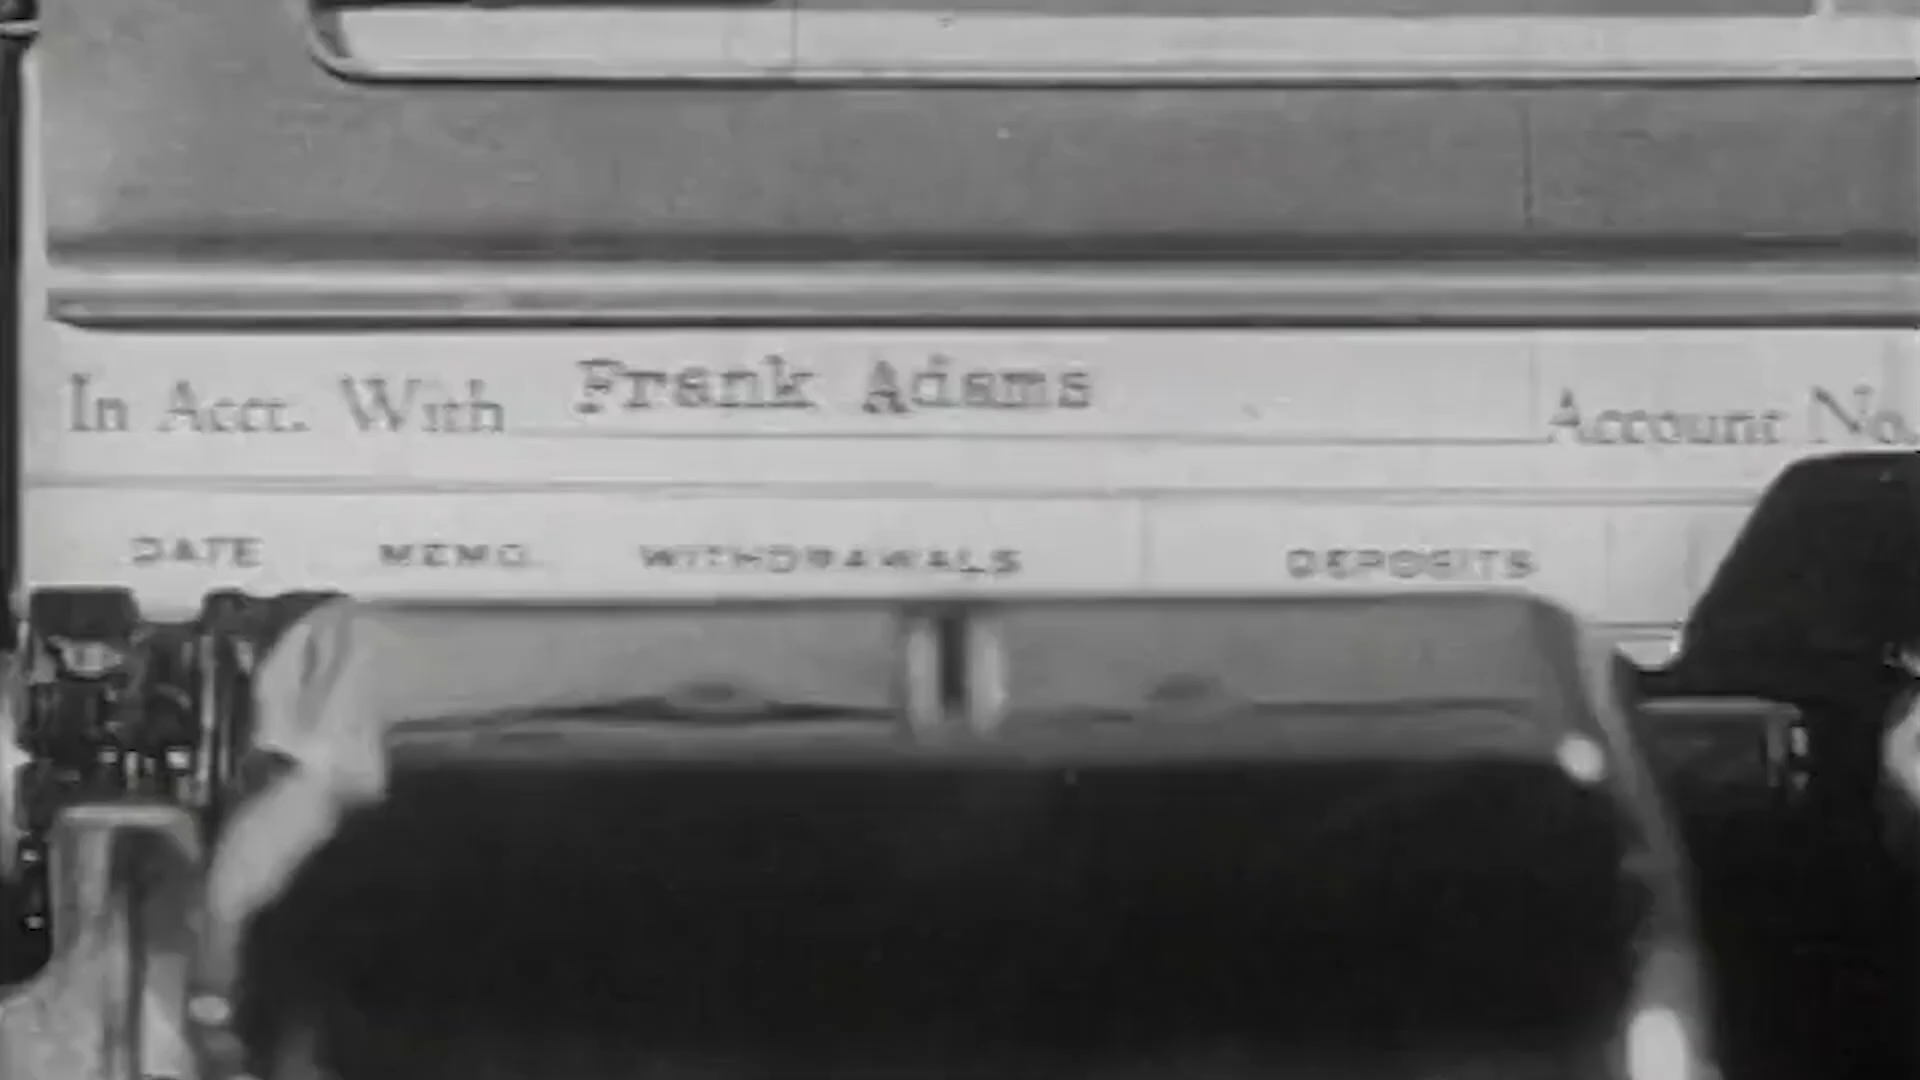 In Acct. With Frank Adams Account No.
DATE MEMO. WITHDRAWALS DEPOSITS